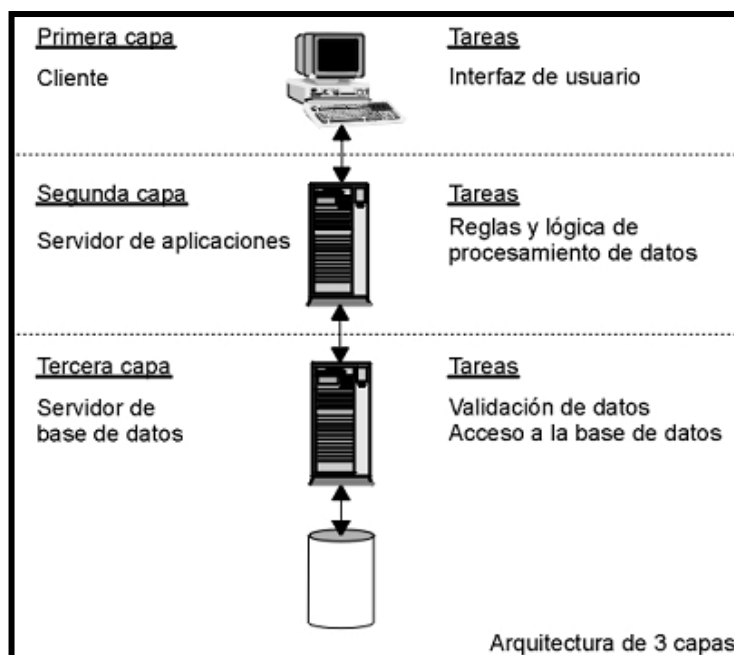 Primera capa
Tareas
Cliente
Interfaz de usuario
Segunda capa
Tareas
Servidor de aplicaciones
Reglas y lógica de
procesamiento de datos
Tercera capa
Tareas
Servidor de
base de datos
Validación de datos
Acceso a la base de datos
Arquitectura de 3 capas